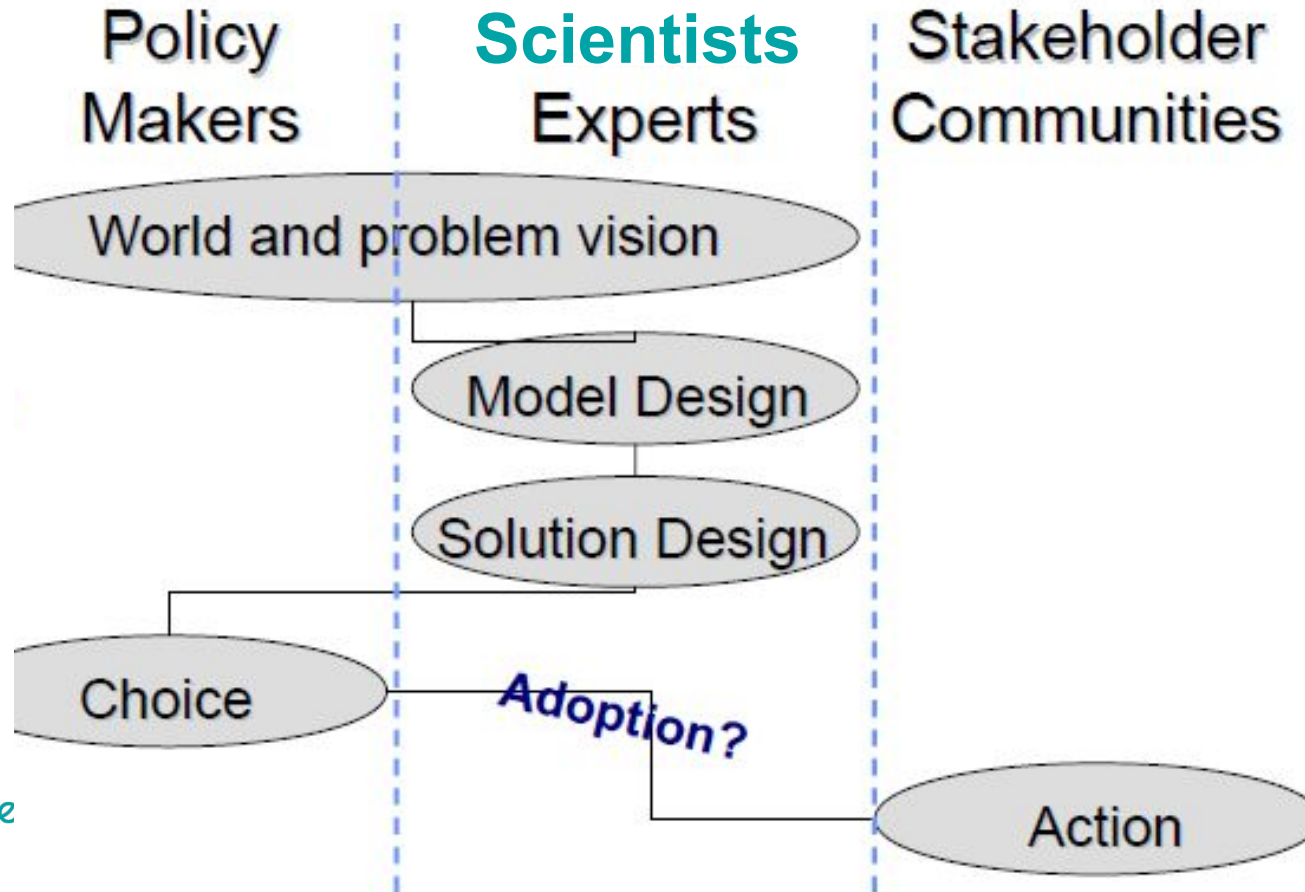 Policy
Makers
Scientists
Experts
Stakeholder
Communities
World and problem vision
Model Design
Solution Design
Choice
Adoption?
Action
e